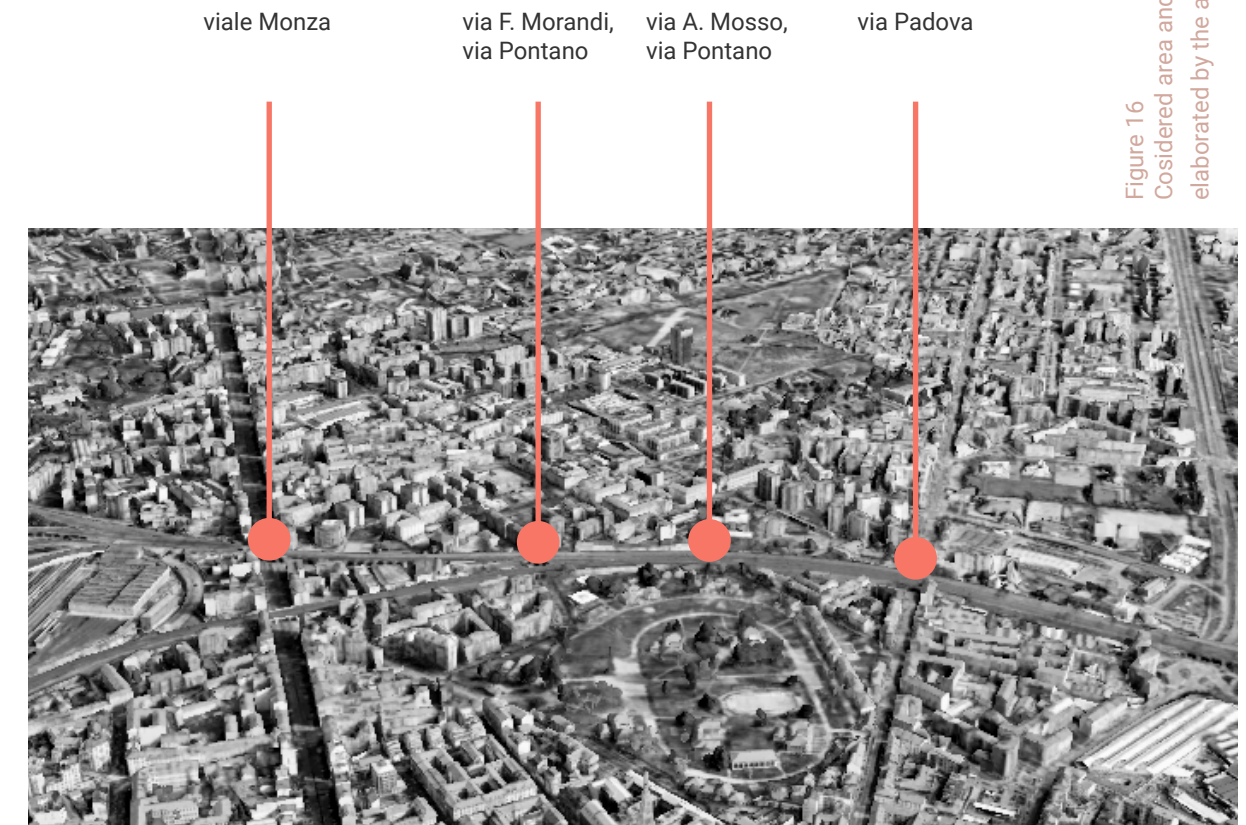 viale Monza
via F. Morandi,
via Pontano
via A. Mosso,
via Pontano
via Padova
Figure 16
Cosidered area and
elaborated by the